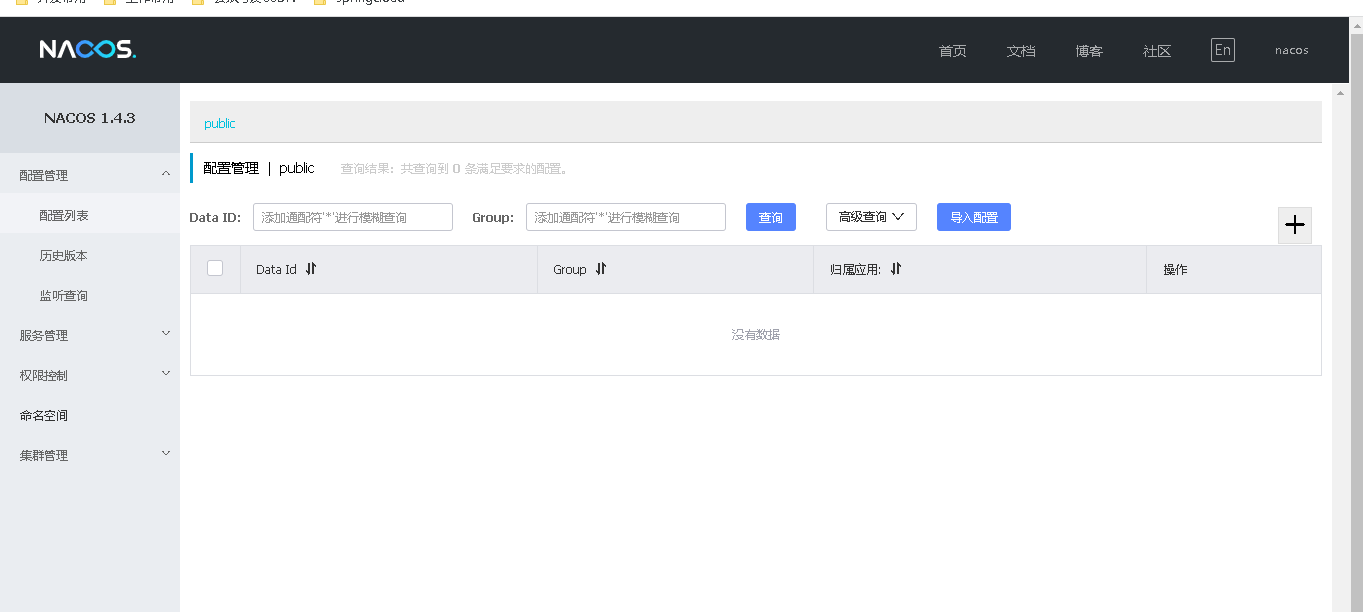 springcloud
NACOS.
首页 文档 博客 社区 En nacos
NACOS 1.4.3
配置管理
配置列表
历史版本
监听查询
服务管理
权限控制
命名空间
集群管理
public
配置管理 | public 查询结果：共查询到 0 条满足要求的配置。
Data ID: 添加通配符'*'进行模糊查询 Group: 添加通配符'*'进行模糊查询 查询 高级查询 导入配置
Data Id Group 归属应用: 操作
没有数据